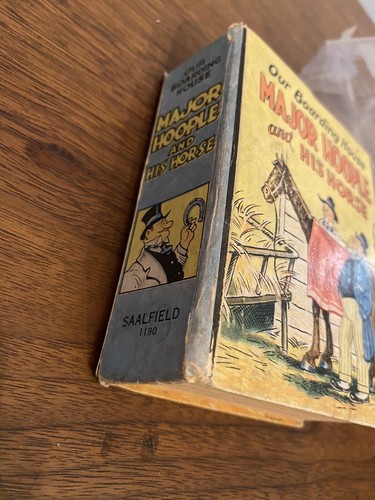 OUR
BOARDING
HOUSE
MAJOR
HOOPLE
AND
HIS HORSE
SAALFIELD
1190
Our Boarding House
MAJOR HOOPLE
and HIS HORSE